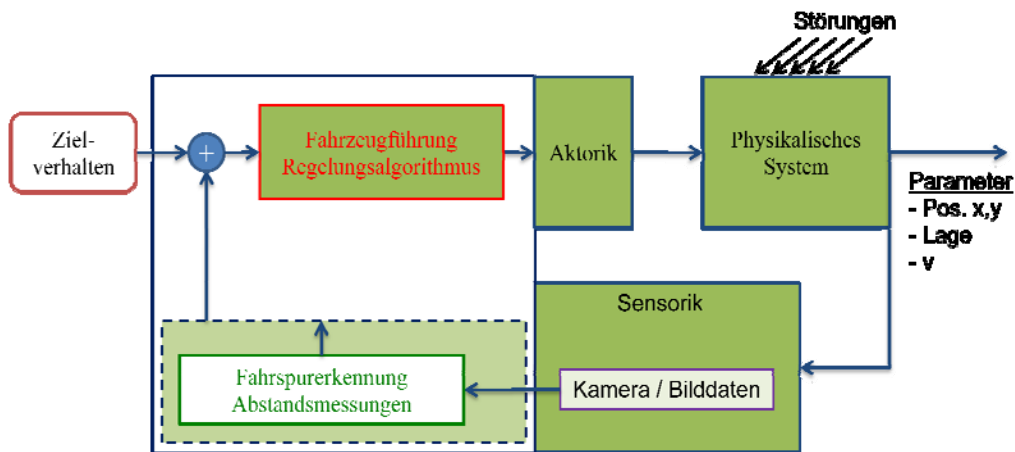 Störungen
Ziel-
verhalten
+
Fahrzeugführung
Regelungsalgorithmus
Aktorik
Physikalisches
System
Parameter
- Pos. x,y
- Lage
- v
Sensorik
Fahrspurerkennung
Abstandsmessungen
Kamera / Bilddaten